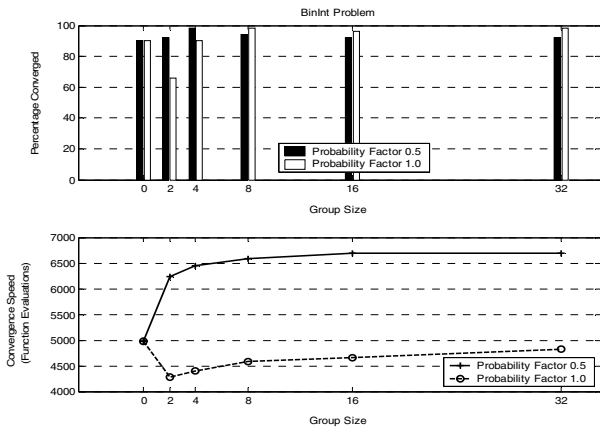 BinInt Problem
Percentage Converged
100
80
60
40
20
0
Probability Factor 0.5
Probability Factor 1.0
0 2 4 8 16 32
Group Size
Convergence Speed
(Function Evaluations)
7000
6500
6000
5500
5000
4500
4000
Probability Factor 0.5
Probability Factor 1.0
0 2 4 8 16 32
Group Size